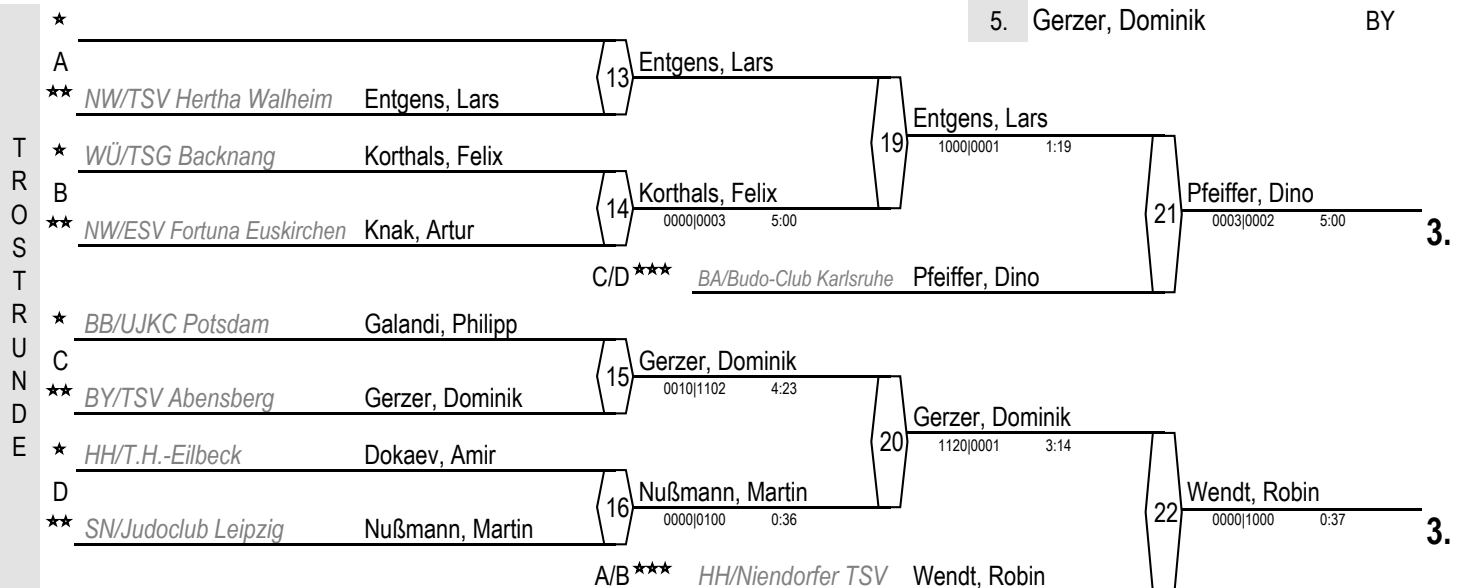 ★
5. Gerzer, Dominik BY
A
13 Entgens, Lars
★★ NW/TSV Hertha Walheim Entgens, Lars
19 Entgens, Lars
1000|0001 1:19
★ WÜ/TSG Backnang Korthals, Felix
B
14 Korthals, Felix
0000|0003 5:00
21 Pfeiffer, Dino
0003|0002 5:00
3.
★★ NW/ESV Fortuna Euskirchen Knak, Artur
C/D ★★★ BA/Budo-Club Karlsruhe Pfeiffer, Dino
TROSTRUNDE
★ BB/UJKC Potsdam Galandi, Philipp
C
15 Gerzer, Dominik
0010|1102 4:23
★★ BY/TSV Abensberg Gerzer, Dominik
20 Gerzer, Dominik
1120|0001 3:14
★ HH/T.H.-Eilbeck Dokaev, Amir
D
16 Nußmann, Martin
0000|0100 0:36
22 Wendt, Robin
0000|1000 0:37
3.
★★ SN/Judoclub Leipzig Nußmann, Martin
A/B ★★★ HH/Niendorfer TSV Wendt, Robin